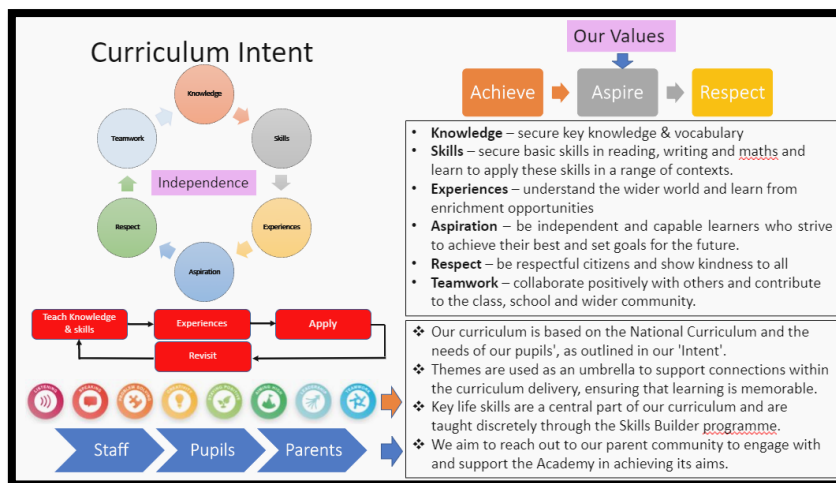 Curriculum Intent
Knowledge
Skills
Experiences
Aspiration
Respect
Teamwork
Independence
Teach Knowledge
& skills
Experiences
Apply
Revisit
LISTENING
SPEAKING
PROBLEM SOLVING
TEAMWORK
Staff
Pupils
Parents
Our Values
Achieve
Aspire
Respect
• Knowledge – secure key knowledge & vocabulary
• Skills – secure basic skills in reading, writing and maths and
learn to apply these skills in a range of contexts.
• Experiences – understand the wider world and learn from
enrichment opportunities
• Aspiration – be independent and capable learners who strive
to achieve their best and set goals for the future.
• Respect – be respectful citizens and show kindness to all
• Teamwork – collaborate positively with others and contribute
to the class, school and wider community.
❖ Our curriculum is based on the National Curriculum and the
needs of our pupils', as outlined in our 'Intent'.
❖ Themes are used as an umbrella to support connections within
the curriculum delivery, ensuring that learning is memorable.
❖ Key life skills are a central part of our curriculum and are
taught discretely through the Skills Builder programme.
❖ We aim to reach out to our parent community to engage with
and support the Academy in achieving its aims.